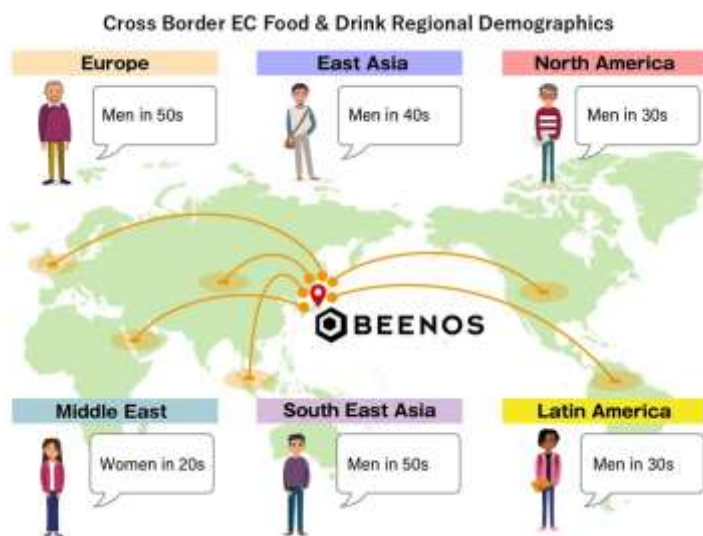 Cross Border EC Food & Drink Regional Demographics
Europe
East Asia
North America
Men in 50s
Men in 40s
Men in 30s
BEENOS
Middle East
South East Asia
Latin America
Women in 20s
Men in 50s
Men in 30s